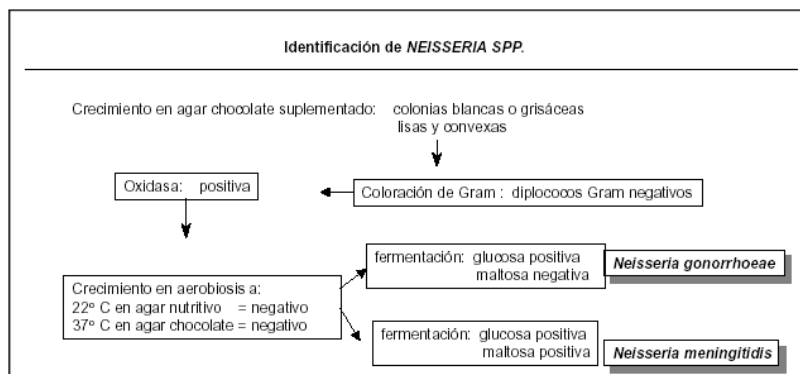 Identificación de NEISSERIA SPP.
Crecimiento en agar chocolate suplementado: colonias blancas o grisáceas
lisas y convexas
Oxidasa: positiva
Coloración de Gram : diplococos Gram negativos
fermentación: glucosa positiva
maltosa negativa
Neisseria gonorrhoeae
Crecimiento en aerobiosis a:
22º C en agar nutritivo = negativo
37º C en agar chocolate = negativo
fermentación: glucosa positiva
maltosa positiva
Neisseria meningitidis